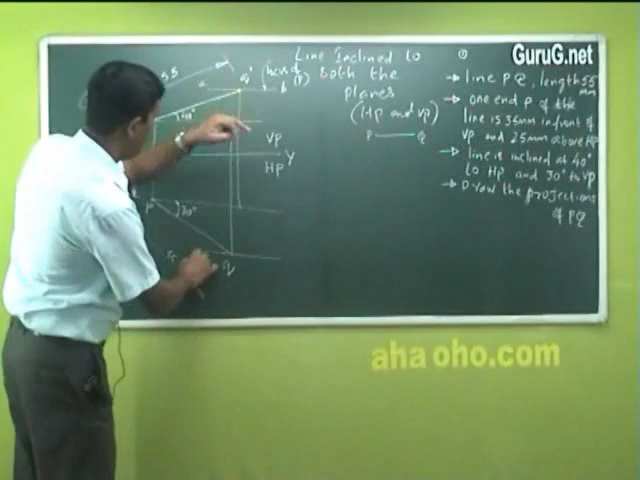 GuruG.net
Line Inclined to
both the
planes
(HP and VP)
P Q
①
→ line PQ, length 55
mm
→ one end P of the
line is 35mm infront of
VP and 25mm above HP
→ line is inclined at 40°
to HP and 30° to VP
→ Draw the projections
of PQ
55
a q' b
40°
VP
Y
HP
P 30°
q
aha oho.com